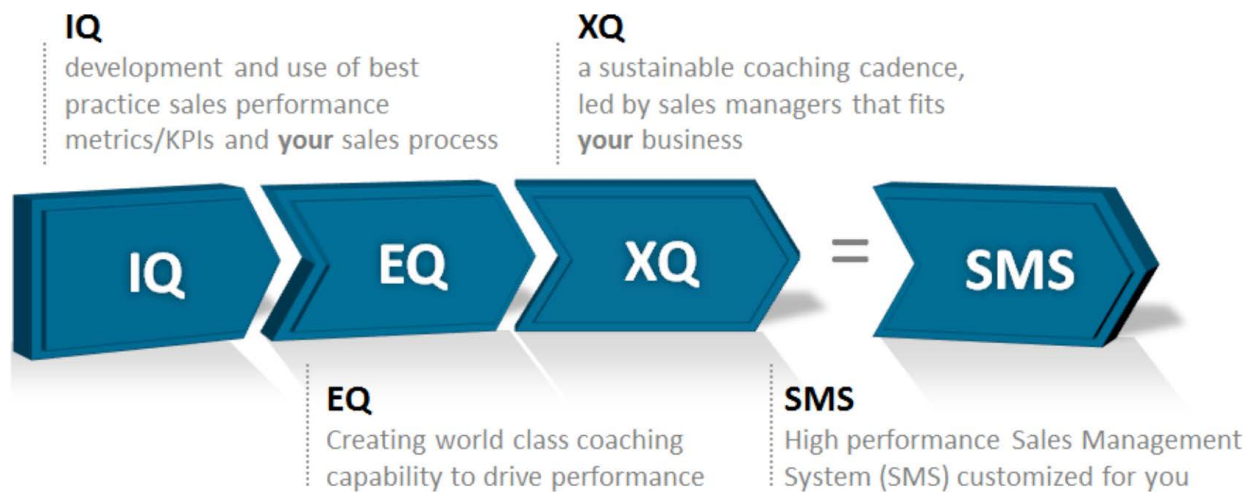 IQ
development and use of best
practice sales performance
metrics/KPIs and your sales process
XQ
a sustainable coaching cadence,
led by sales managers that fits
your business
IQ
EQ
XQ
=
SMS
EQ
Creating world class coaching
capability to drive performance
SMS
High performance Sales Management
System (SMS) customized for you